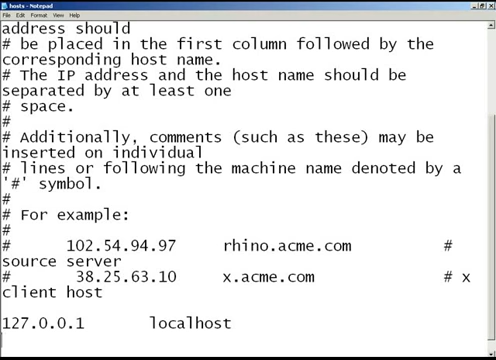 hosts - Notepad
File Edit Format View Help
address should
# be placed in the first column followed by the
corresponding host name.
# The IP address and the host name should be
separated by at least one
# space.
#
# Additionally, comments (such as these) may be
inserted on individual
# lines or following the machine name denoted by a
'#' symbol.
#
# For example:
#
# 102.54.94.97 rhino.acme.com #
source server
# 38.25.63.10 x.acme.com # x
client host
127.0.0.1 localhost